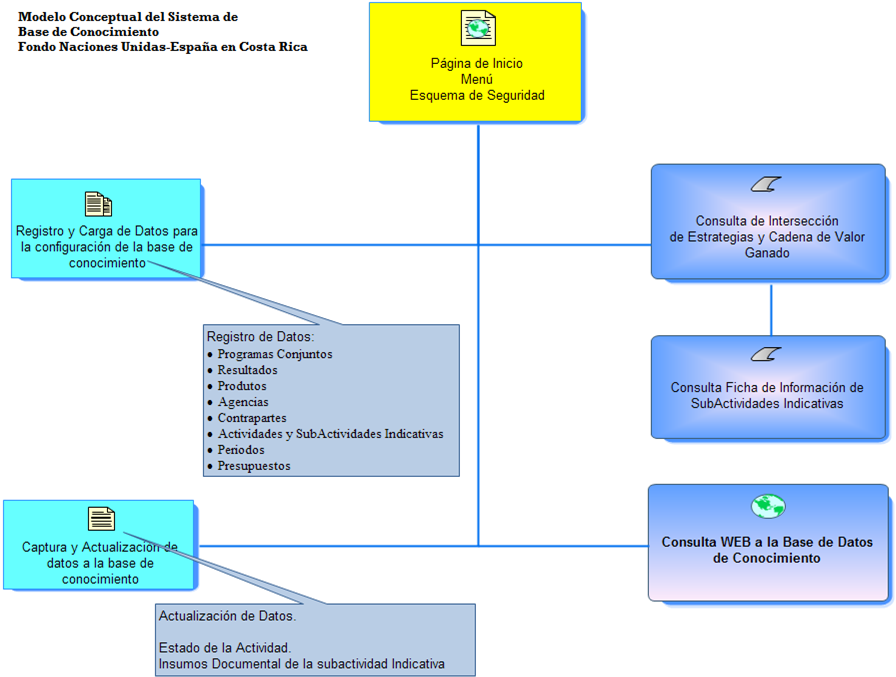 Modelo Conceptual del Sistema de
Base de Conocimiento
Fondo Naciones Unidas-España en Costa Rica
Página de Inicio
Menú
Esquema de Seguridad
Registro y Carga de Datos para
la configuración de la base de
conocimiento
Consulta de Intersección
de Estrategias y Cadena de Valor
Ganado
Registro de Datos:
• Programas Conjuntos
• Resultados
• Produtos
• Agencias
• Contrapartes
• Actividades y SubActividades Indicativas
• Periodos
• Presupuestos
Consulta Ficha de Información de
SubActividades Indicativas
Captura y Actualización de
datos a la base de
conocimiento
Consulta WEB a la Base de Datos
de Conocimiento
Actualización de Datos.
Estado de la Actividad.
Insumos Documental de la subactividad Indicativa